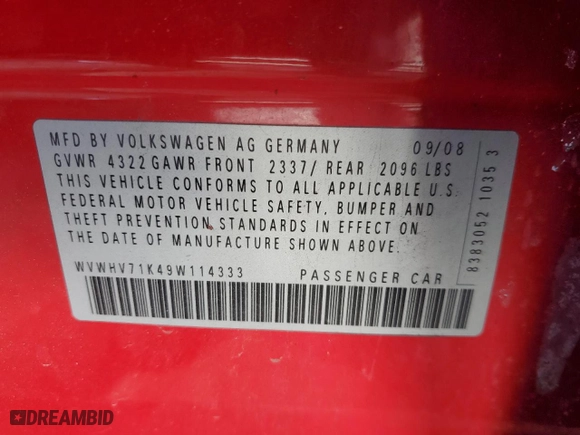 MFD BY VOLKSWAGEN AG GERMANY 09/08
GVWR 4322 GAWR FRONT 2337/ REAR 2096 LBS
THIS VEHICLE CONFORMS TO ALL APPLICABLE U.S.
FEDERAL MOTOR VEHICLE SAFETY, BUMPER AND
THEFT PREVENTION STANDARDS IN EFFECT ON
THE DATE OF MANUFACTURE SHOWN ABOVE.
WVWHV71K49W114333 PASSENGER CAR
8383052 1035 3
DREAMBID